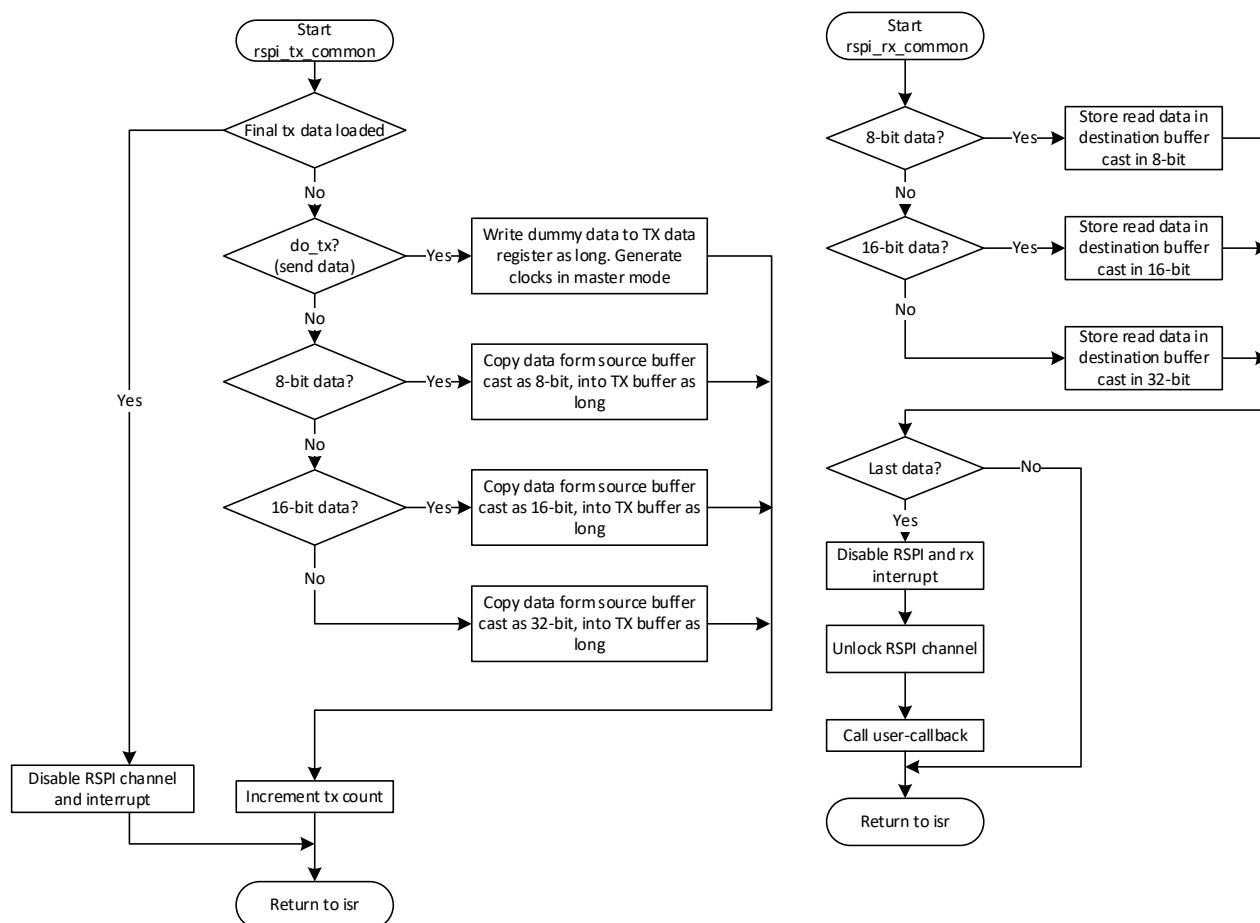 Start
rspi_tx_common
Final tx data loaded
No
do_tx?
(send data)
Yes
Write dummy data to TX data
register as long. Generate
clocks in master mode
No
8-bit data?
Yes
Copy data form source buffer
cast as 8-bit, into TX buffer as
long
Yes
No
16-bit data?
Yes
Copy data form source buffer
cast as 16-bit, into TX buffer as
long
No
Copy data form source buffer
cast as 32-bit, into TX buffer as
long
Disable RSPI channel
and interrupt
Increment tx count
Return to isr
Start
rspi_rx_common
8-bit data?
Yes
Store read data in
destination buffer
cast in 8-bit
No
16-bit data?
Yes
Store read data in
destination buffer
cast in 16-bit
No
Store read data in
destination buffer
cast in 32-bit
Last data?
No
Yes
Disable RSPI and rx
interrupt
Unlock RSPI channel
Call user-callback
Return to isr